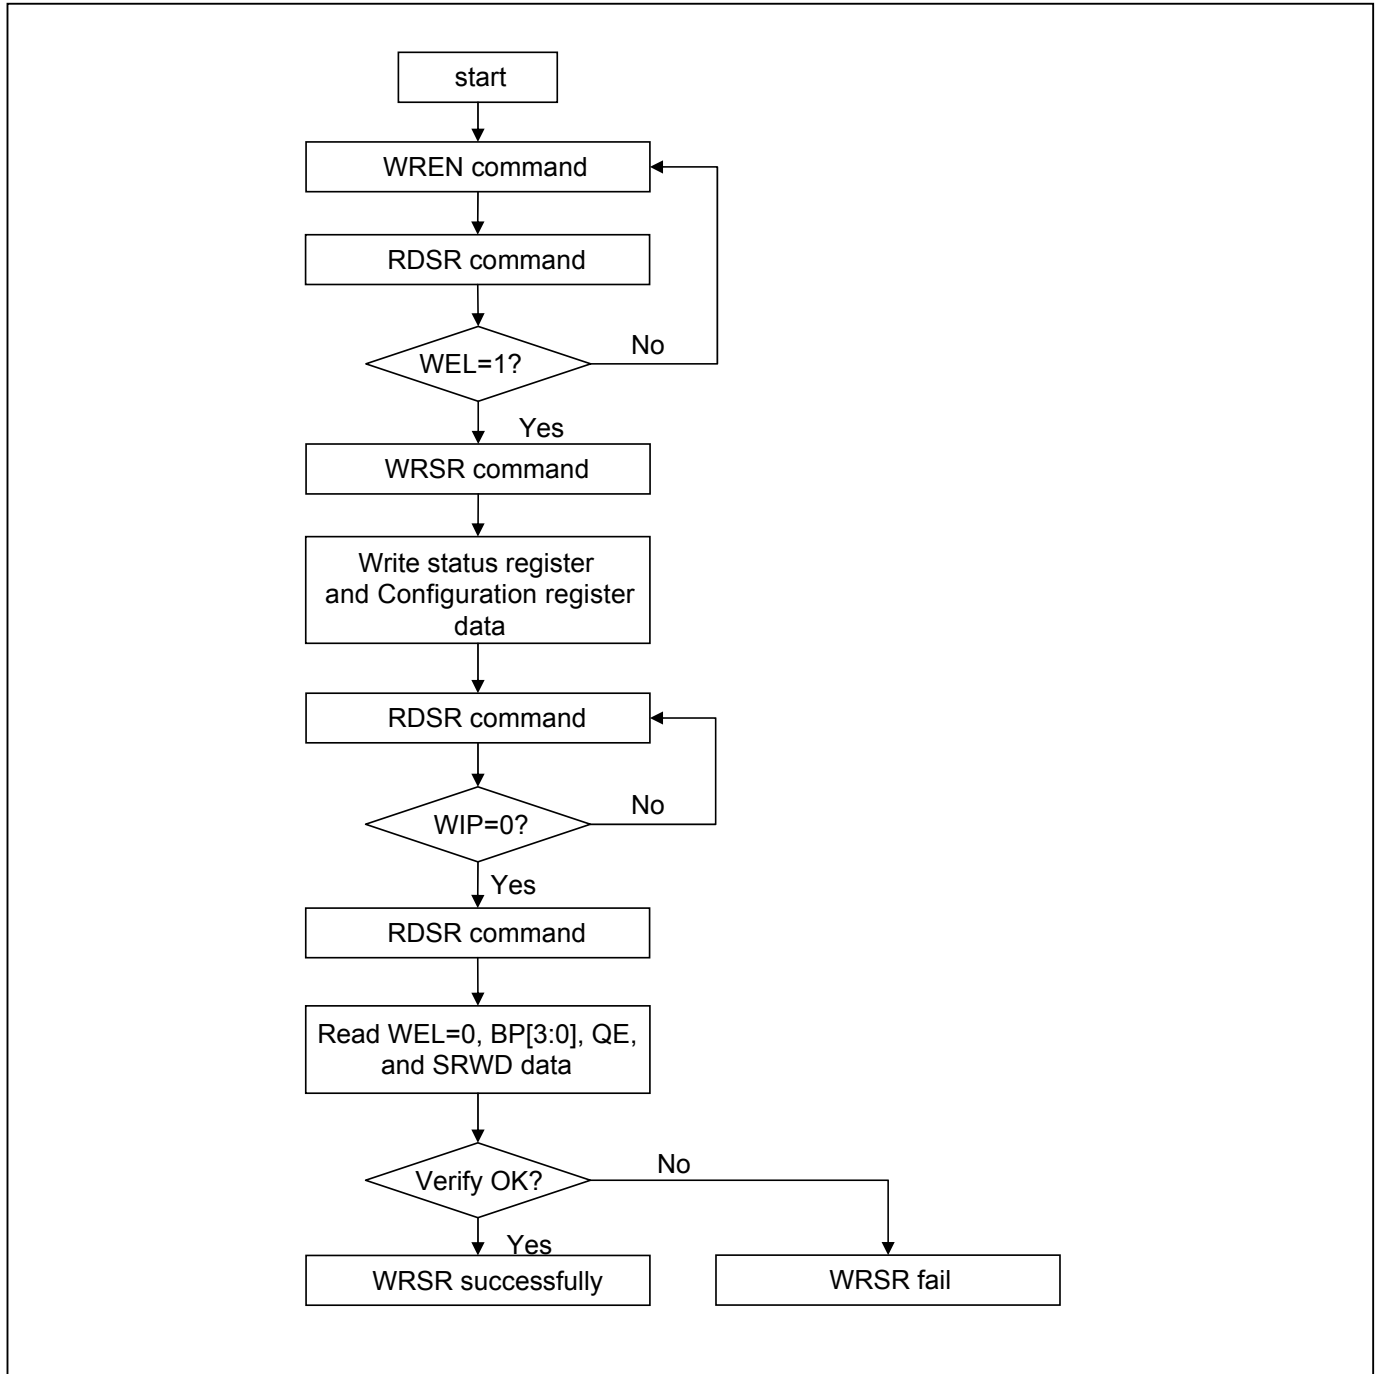 start
WREN command
RDSR command
WEL=1?
No
Yes
WRSR command
Write status register
and Configuration register
data
RDSR command
WIP=0?
No
Yes
RDSR command
Read WEL=0, BP[3:0], QE,
and SRWD data
Verify OK?
No
Yes
WRSR successfully
WRSR fail